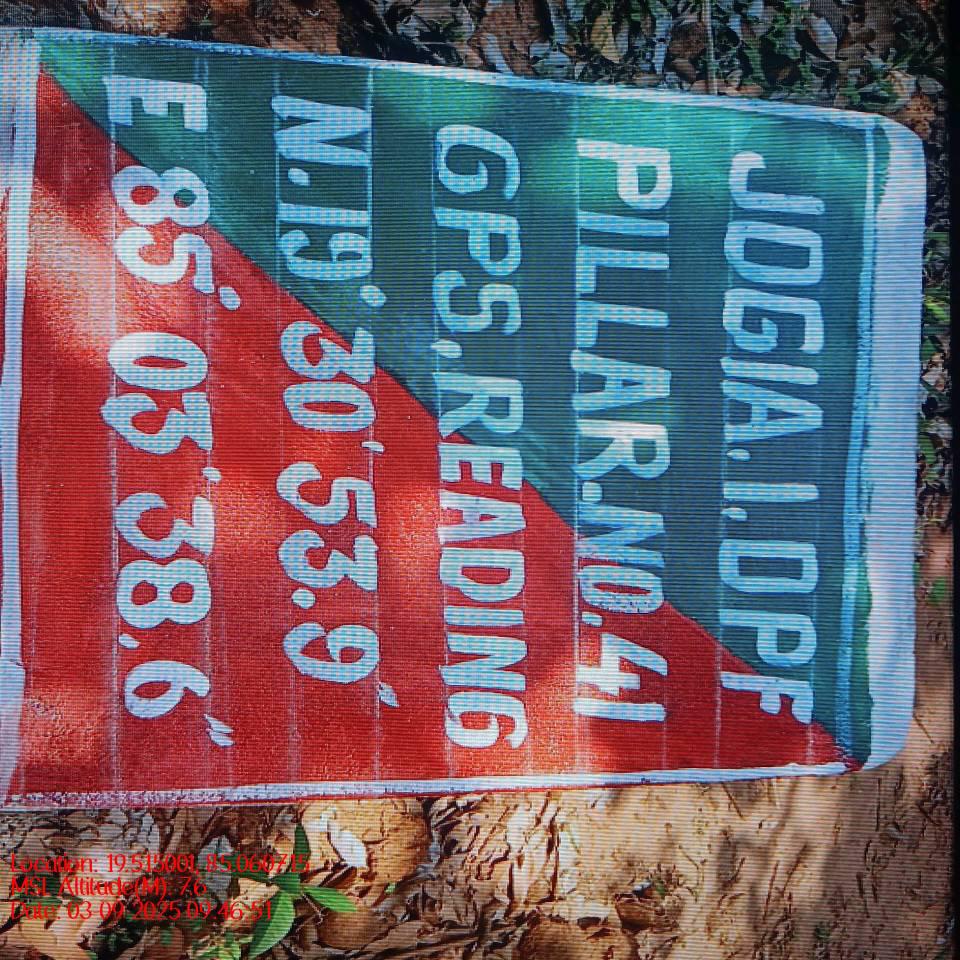 JOGIA.I.DPF
PILLAR.NO.41
GPS.READING
N.19°.30'.53.9"
E 85°.03'.38.6"
Location: 19.515001, 85.060715
MSL Altitude(M): 7.6
Date: 03-09-2025 09:46:51